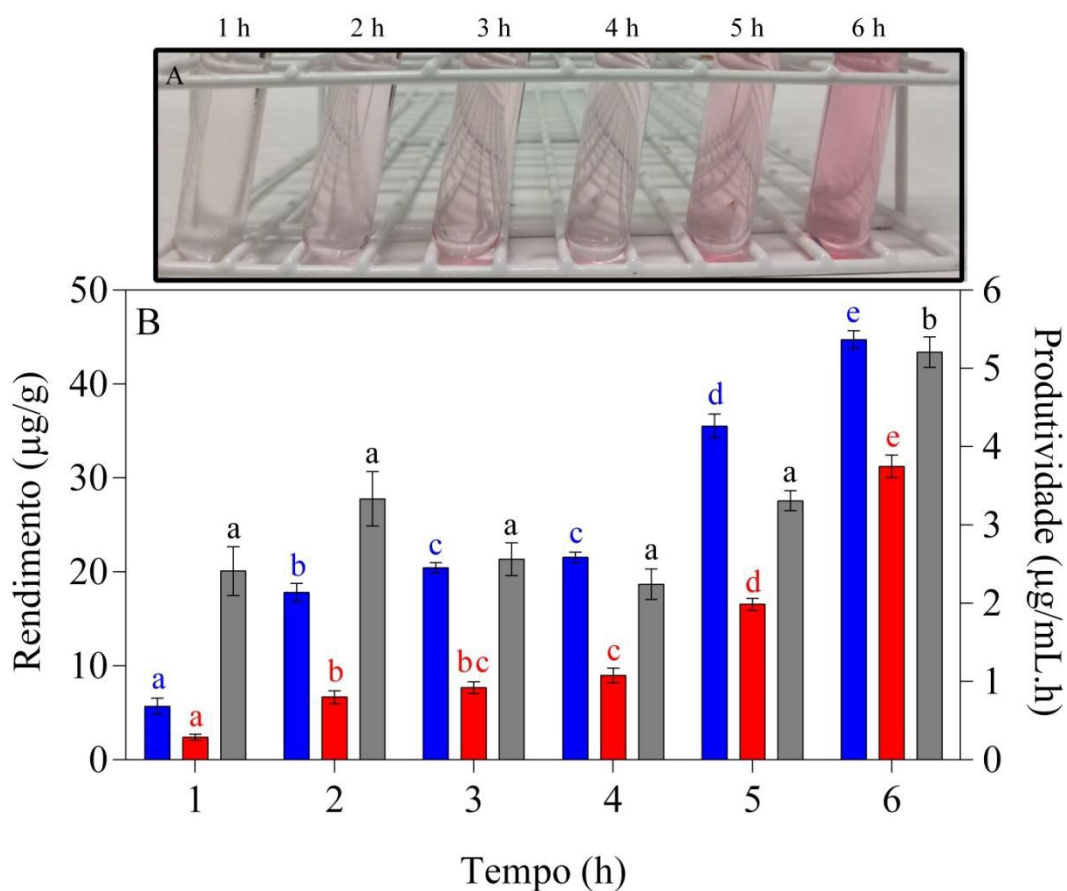 1 h 2 h 3 h 4 h 5 h 6 h
A
B
Rendimento (µg/g)
50
40
30
20
10
0
a a a
b b a
c bc a
c c a
d d a
e e b
6
5
4
3
2
1
0
Produtividade (µg/mL.h)
1 2 3 4 5 6
Tempo (h)